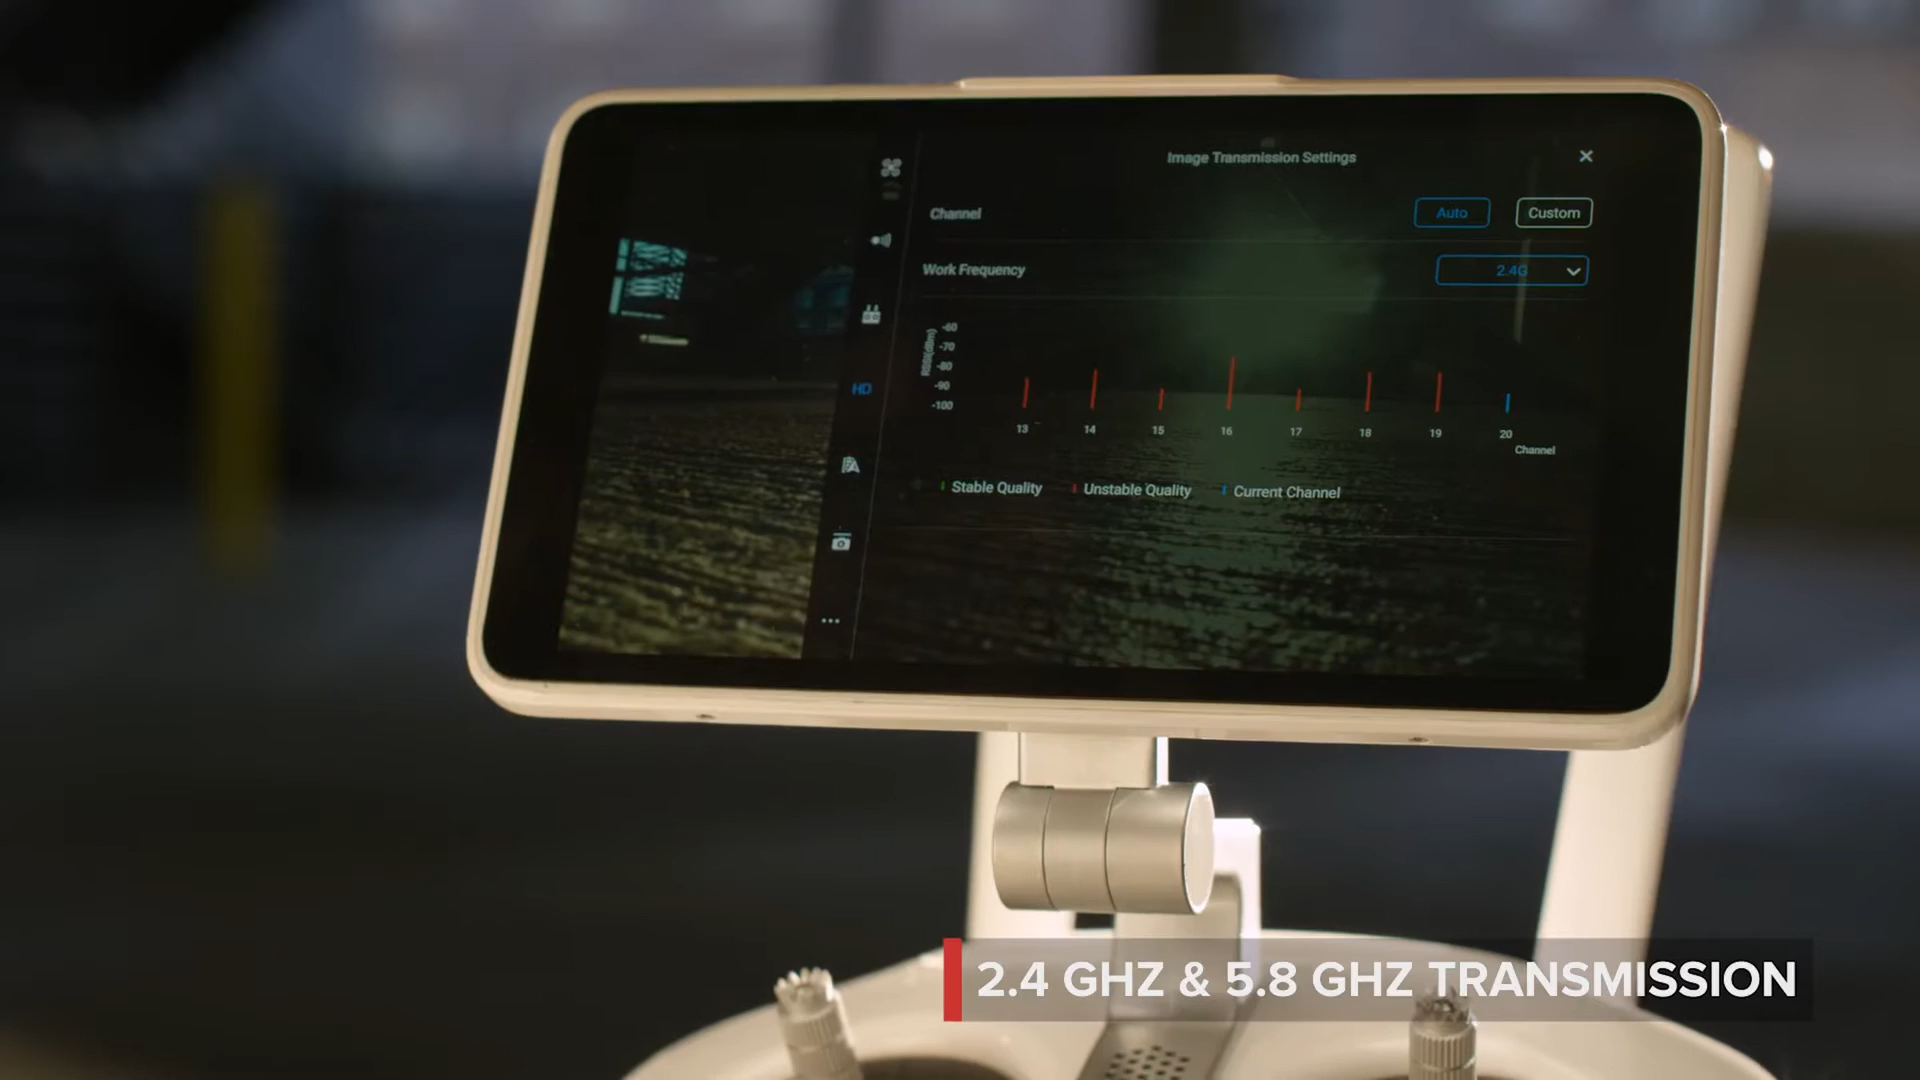 Image Transmission Settings
Channel
Auto
Custom
Work Frequency
2.4G
RSSI(dBm)
-60
-70
-80
-90
-100
13 14 15 16 17 18 19 20
Channel
Stable Quality Unstable Quality Current Channel
HD
2.4 GHZ & 5.8 GHZ TRANSMISSION